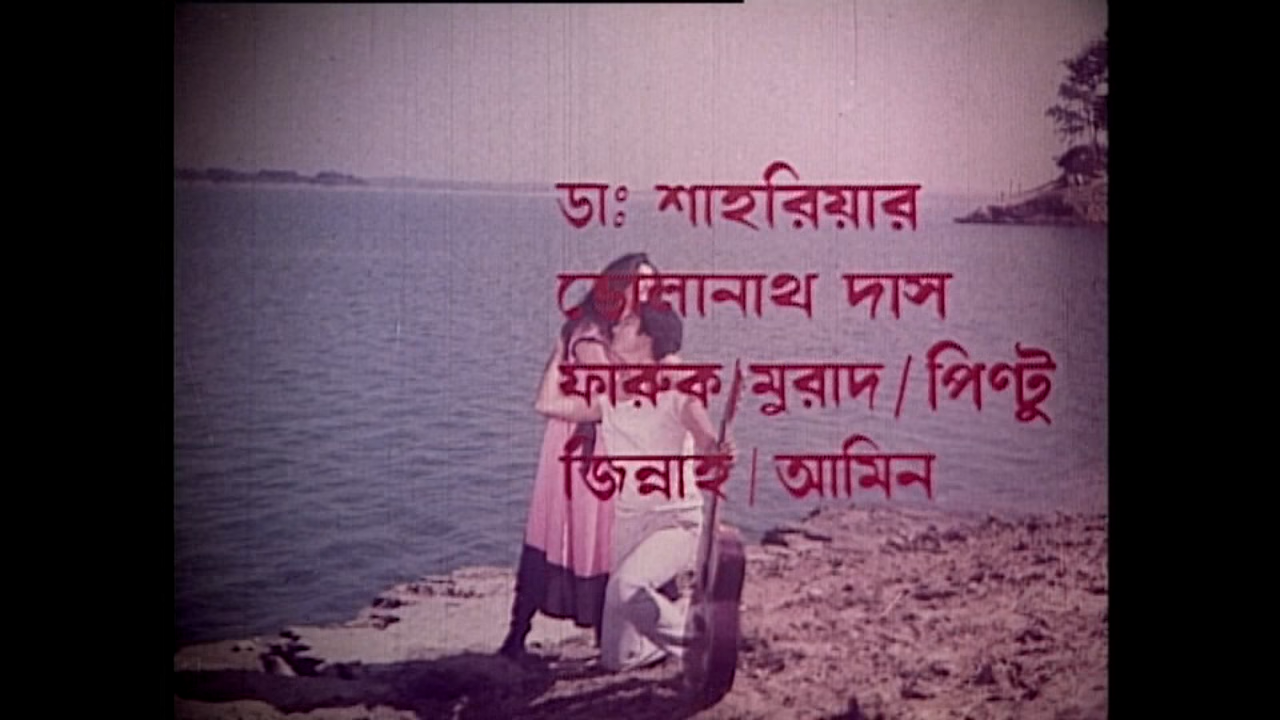 ডাঃ শাহরিয়ার
ভোলানাথ দাস
ফারুক/মুরাদ/পিণ্টু
জিন্নাহ/আমিন